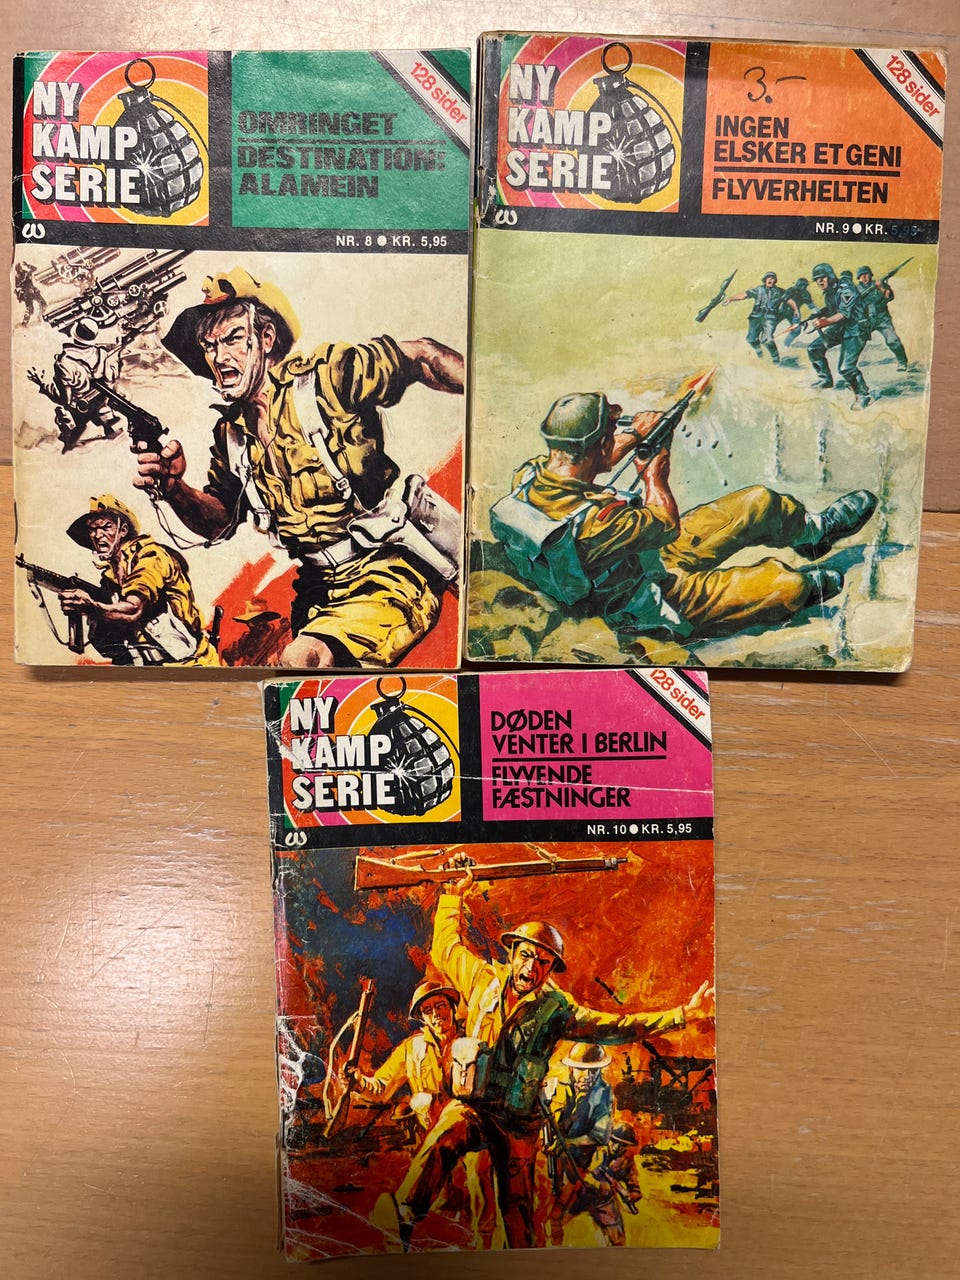 NY
KAMP
SERIE
OMRINGET
DESTINATION:
ALAMEIN
128 sider
NR. 8 ● KR. 5,95
NY
KAMP
SERIE
3.-
INGEN
ELSKER ET GENI
FLYVERHELTEN
128 sider
NR. 9 ● KR. 5,95
NY
KAMP
SERIE
DØDEN
VENTER I BERLIN
FLYVENDE
FÆSTNINGER
128 sider
NR. 10 ● KR. 5,95